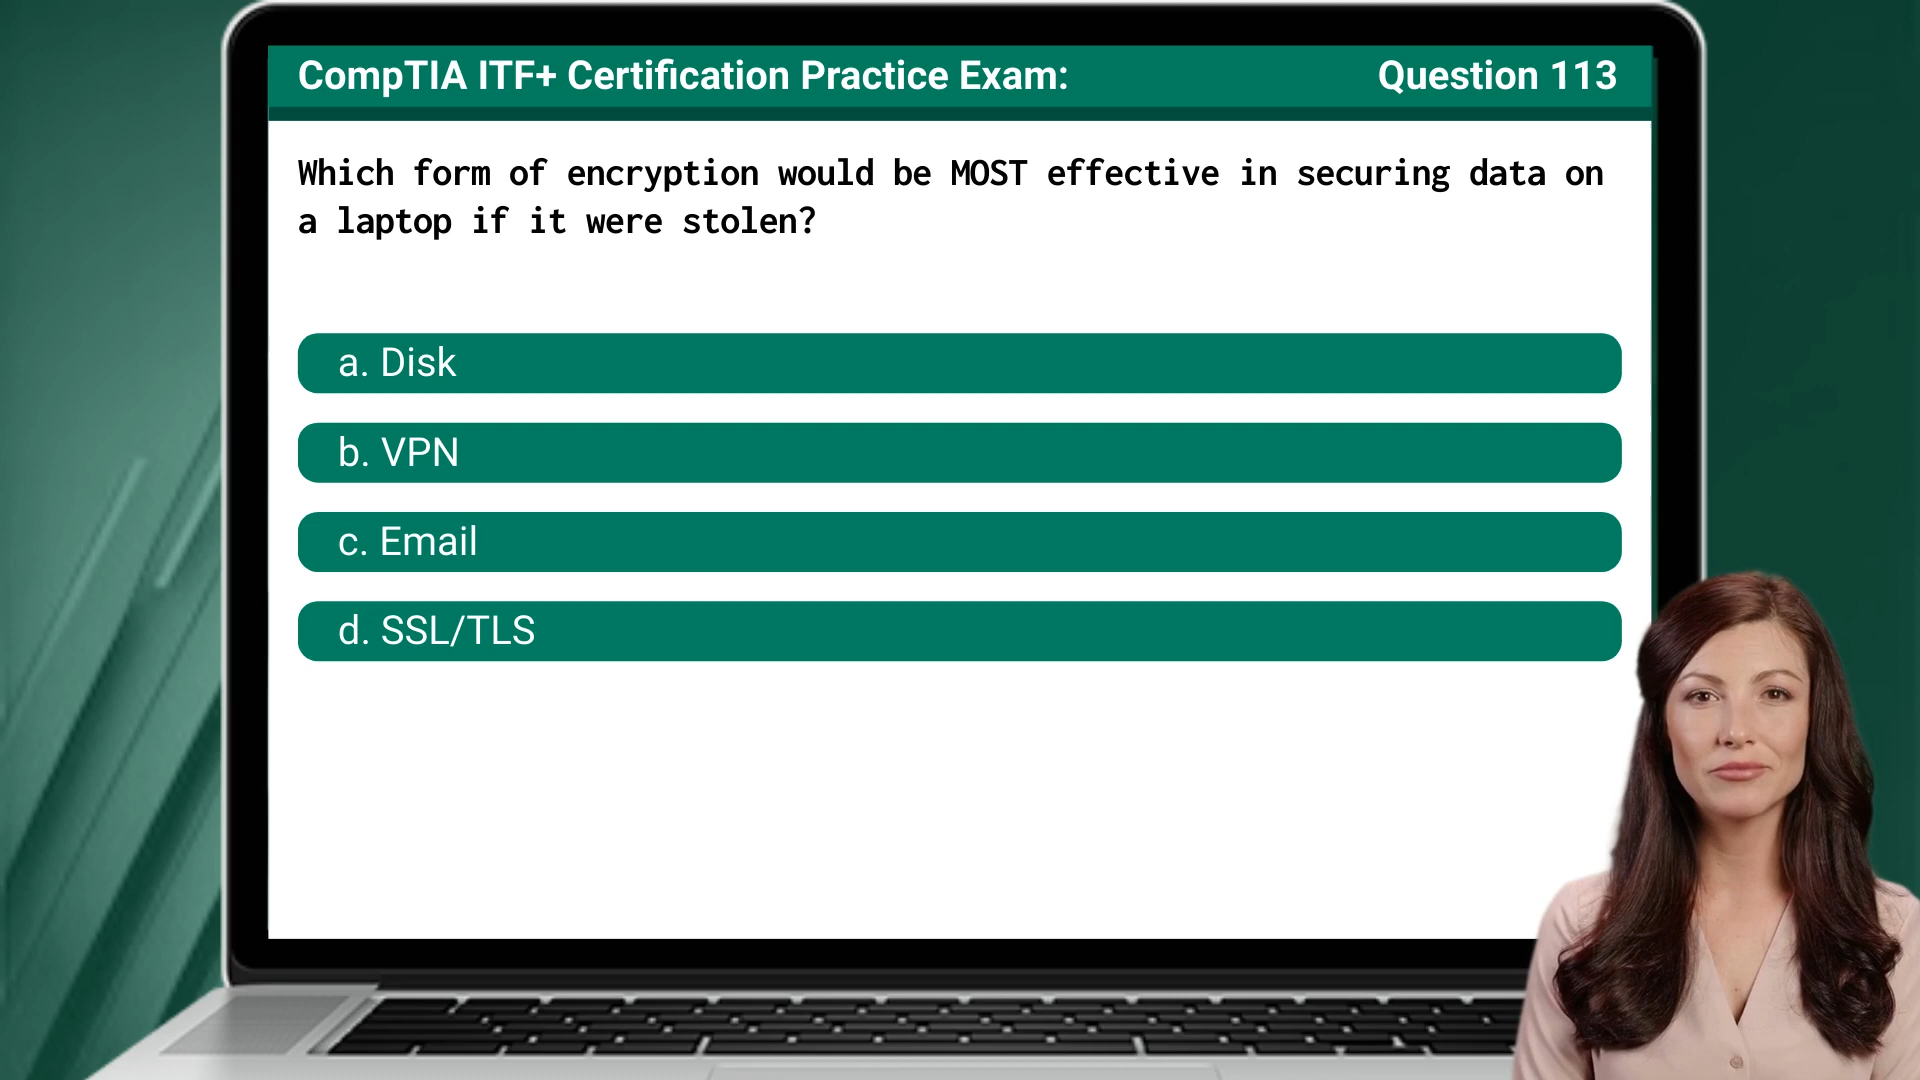 CompTIA ITF+ Certification Practice Exam:
Question 113
Which form of encryption would be MOST effective in securing data on
a laptop if it were stolen?
a. Disk
b. VPN
c. Email
d. SSL/TLS